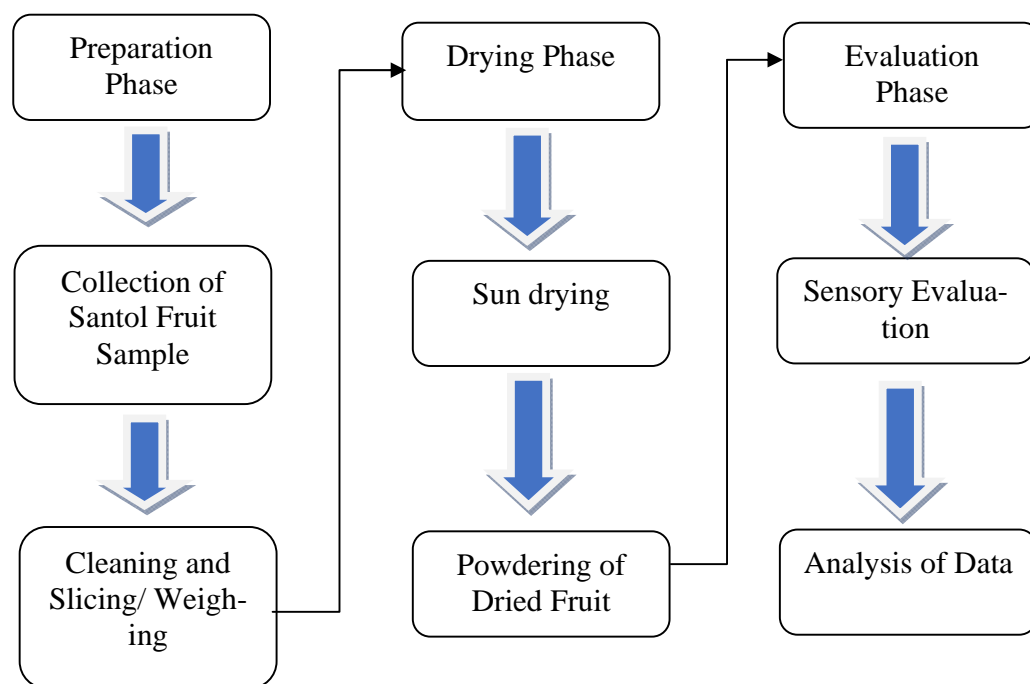 Preparation
Phase
Collection of
Santol Fruit
Sample
Cleaning and
Slicing/ Weigh-
ing
Drying Phase
Sun drying
Powdering of
Dried Fruit
Evaluation
Phase
Sensory Evalua-
tion
Analysis of Data